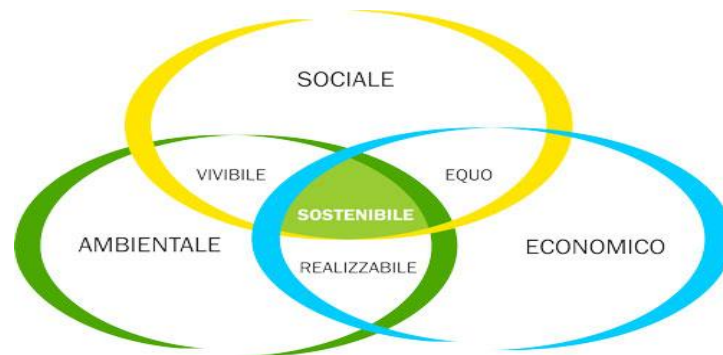 SOCIALE
VIVIBILE
EQUO
SOSTENIBILE
AMBIENTALE
ECONOMICO
REALIZZABILE